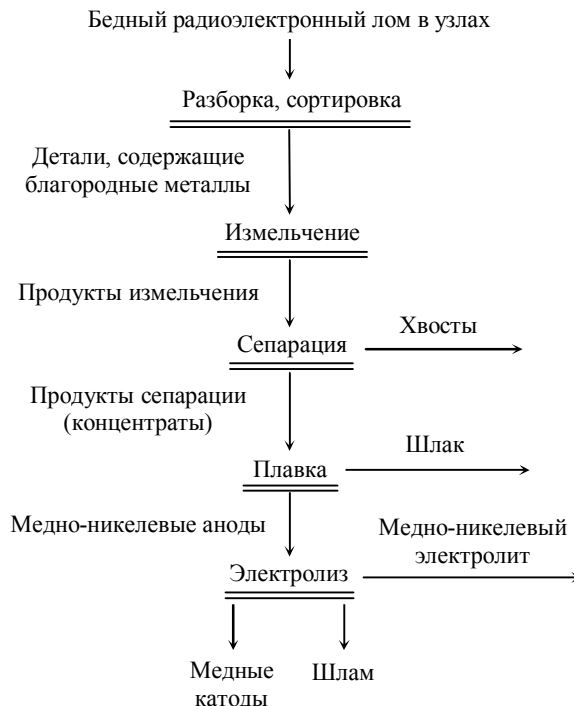 Бедный радиоэлектронный лом в узлах
Разборка, сортировка
Детали, содержащие
благородные металлы
Измельчение
Продукты измельчения
Хвосты
Сепарация
Продукты сепарации
(концентраты)
Шлак
Плавка
Медно-никелевые аноды
Медно-никелевый
электролит
Электролиз
Медные
катоды
Шлам